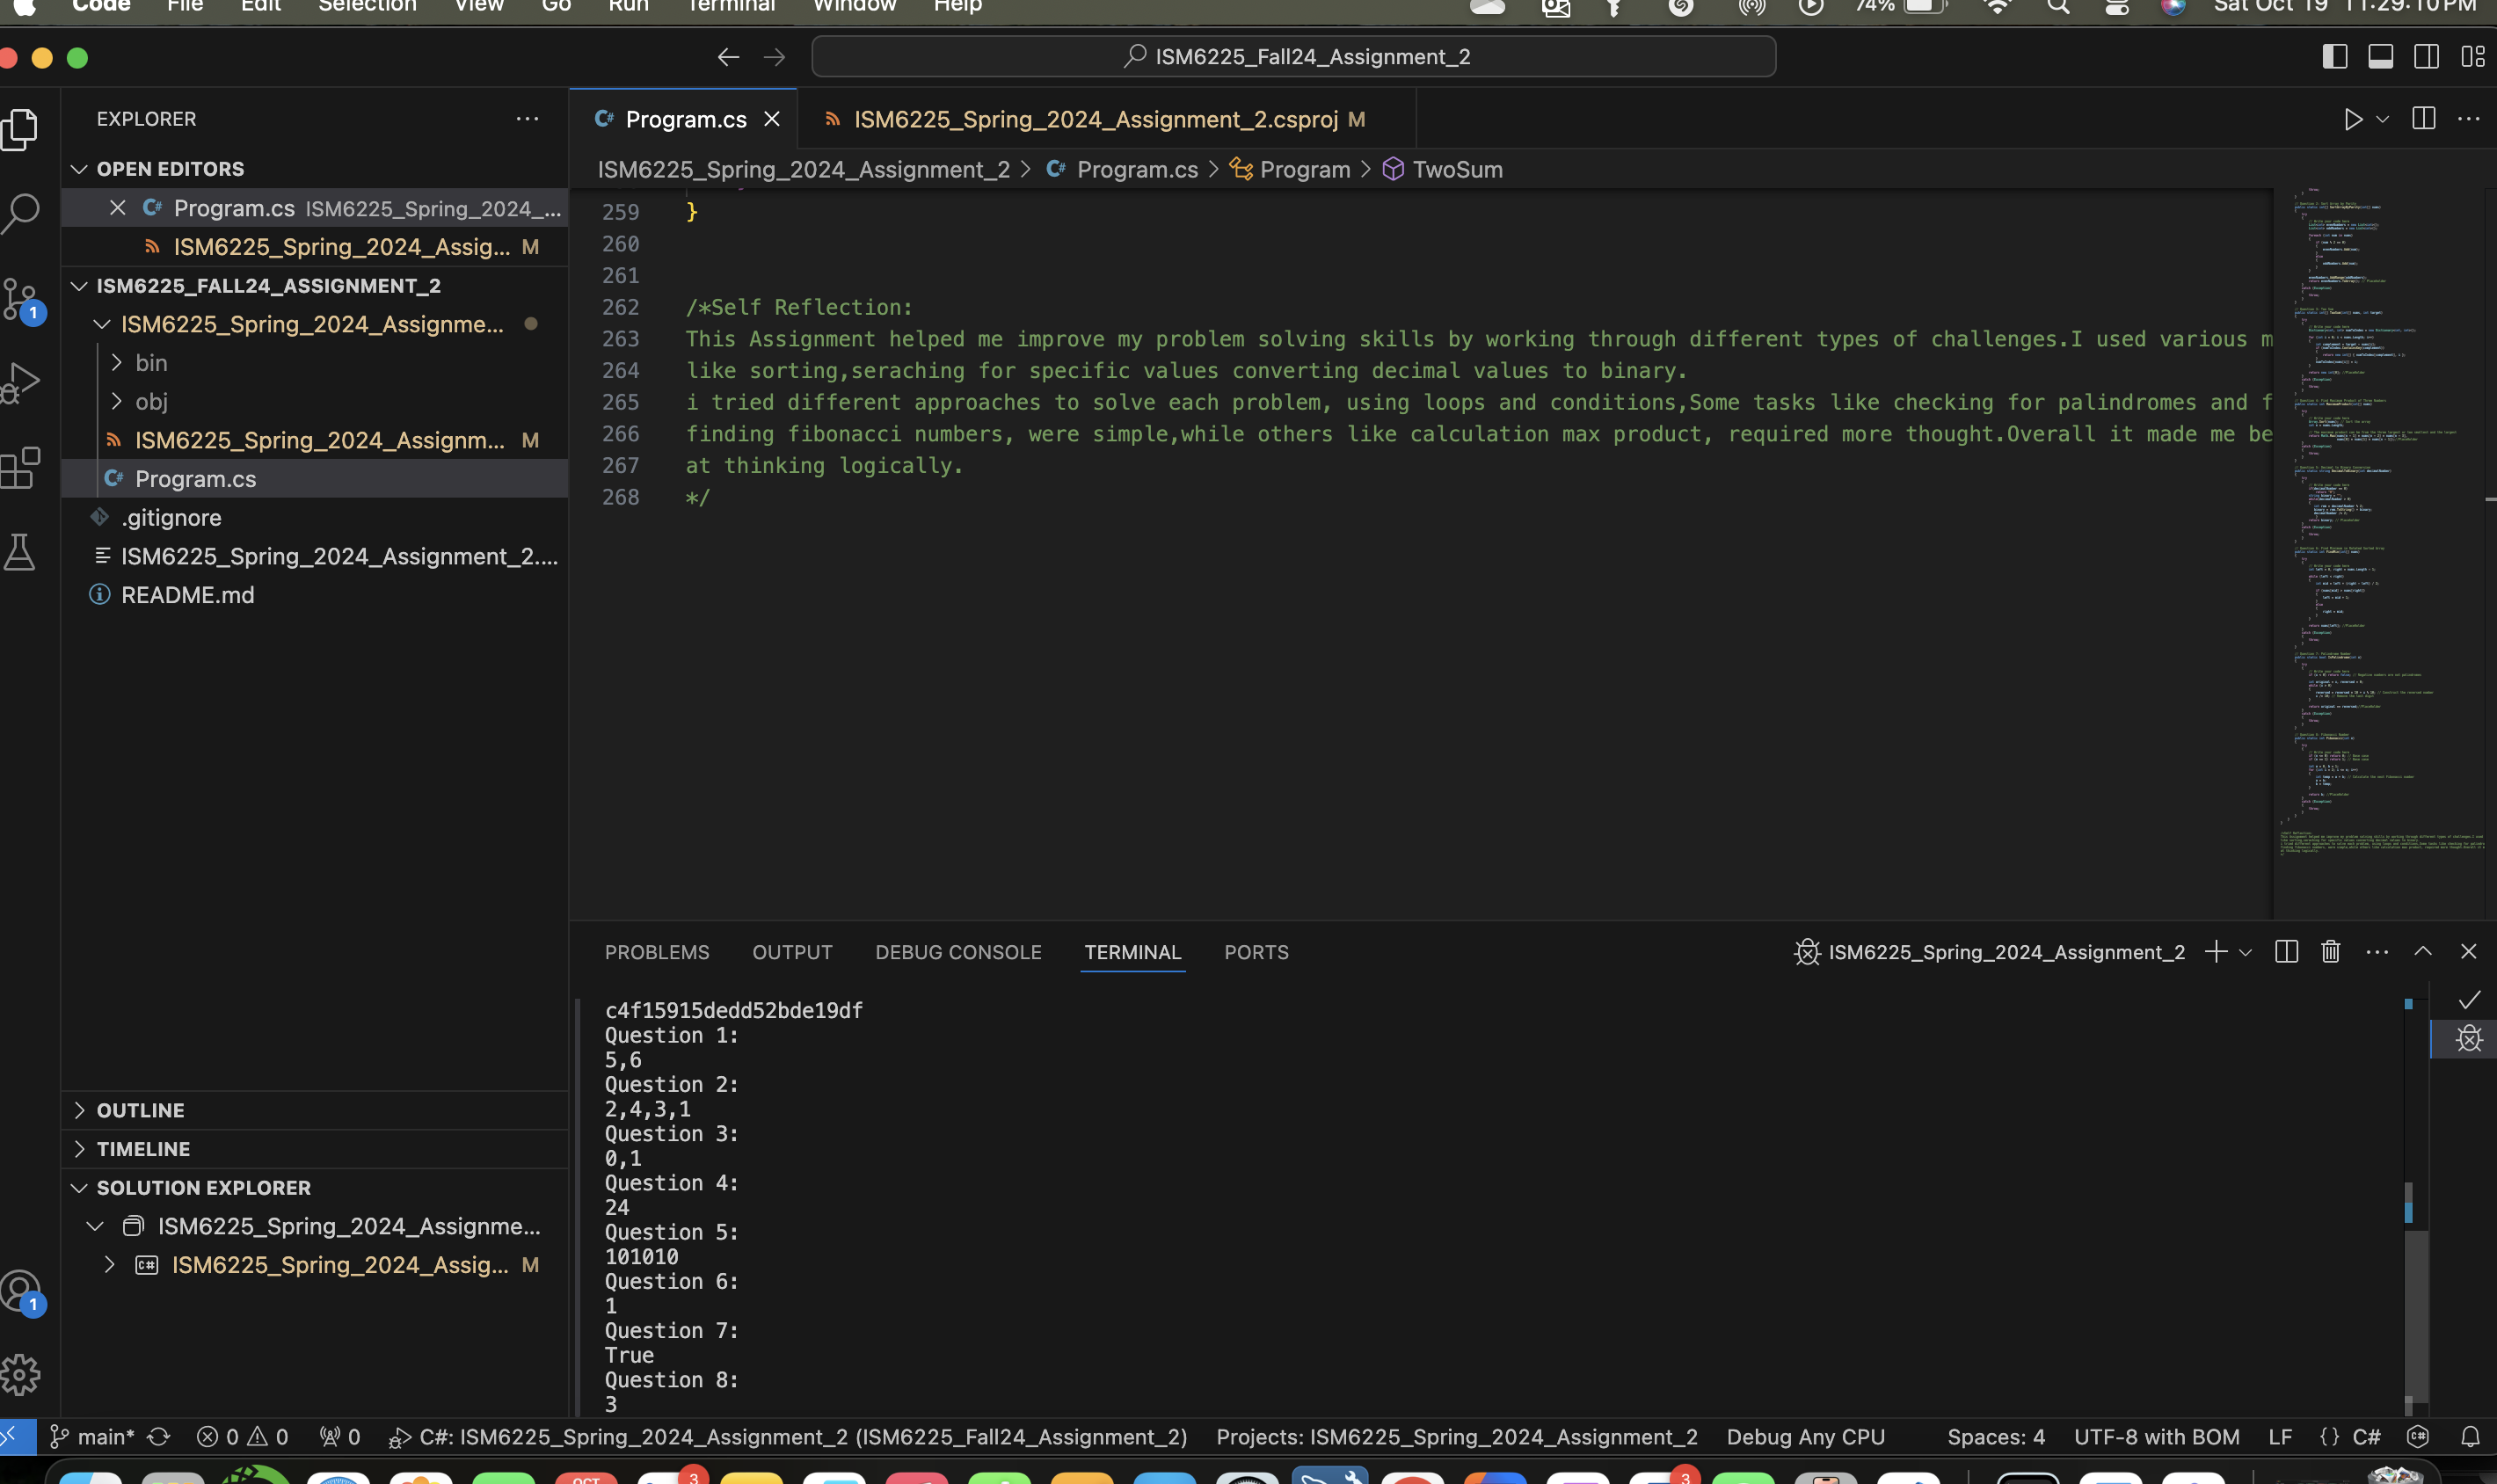 Code File Edit Selection View Go Run Terminal Window Help 74% Sat Oct 19 11:29:10 PM
ISM6225_Fall24_Assignment_2
EXPLORER
OPEN EDITORS
Program.cs ISM6225_Spring_2024_...
ISM6225_Spring_2024_Assig... M
ISM6225_FALL24_ASSIGNMENT_2
ISM6225_Spring_2024_Assignme...
bin
obj
ISM6225_Spring_2024_Assignm... M
Program.cs
.gitignore
ISM6225_Spring_2024_Assignment_2....
README.md
OUTLINE
TIMELINE
SOLUTION EXPLORER
ISM6225_Spring_2024_Assignme...
ISM6225_Spring_2024_Assig... M
1
1
Program.cs ISM6225_Spring_2024_Assignment_2.csproj M
ISM6225_Spring_2024_Assignment_2 > Program.cs > Program > TwoSum
259 }
260
261
262 /*Self Reflection:
263 This Assignment helped me improve my problem solving skills by working through different types of challenges.I used various m
264 like sorting,seraching for specific values converting decimal values to binary.
265 i tried different approaches to solve each problem, using loops and conditions,Some tasks like checking for palindromes and f
266 finding fibonacci numbers, were simple,while others like calculation max product, required more thought.Overall it made me be
267 at thinking logically.
268 */
PROBLEMS OUTPUT DEBUG CONSOLE TERMINAL PORTS ISM6225_Spring_2024_Assignment_2
c4f15915dedd52bde19df
Question 1:
5,6
Question 2:
2,4,3,1
Question 3:
0,1
Question 4:
24
Question 5:
101010
Question 6:
1
Question 7:
True
Question 8:
3
main* 0 0 0 C#: ISM6225_Spring_2024_Assignment_2 (ISM6225_Fall24_Assignment_2) Projects: ISM6225_Spring_2024_Assignment_2 Debug Any CPU Spaces: 4 UTF-8 with BOM LF {} C#
OCT 3 3